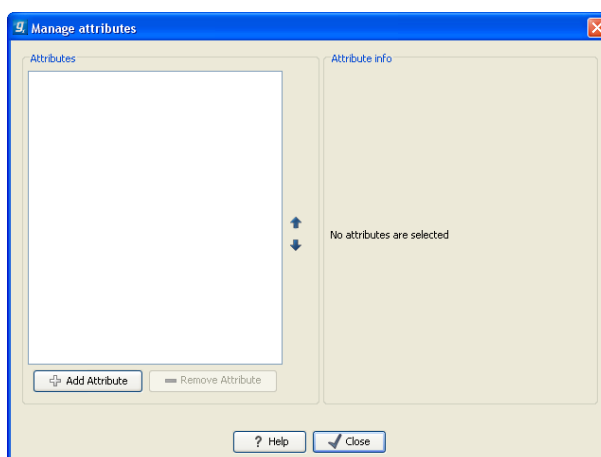 g Manage attributes
Attributes
Attribute info
No attributes are selected
Add Attribute
Remove Attribute
? Help
Close